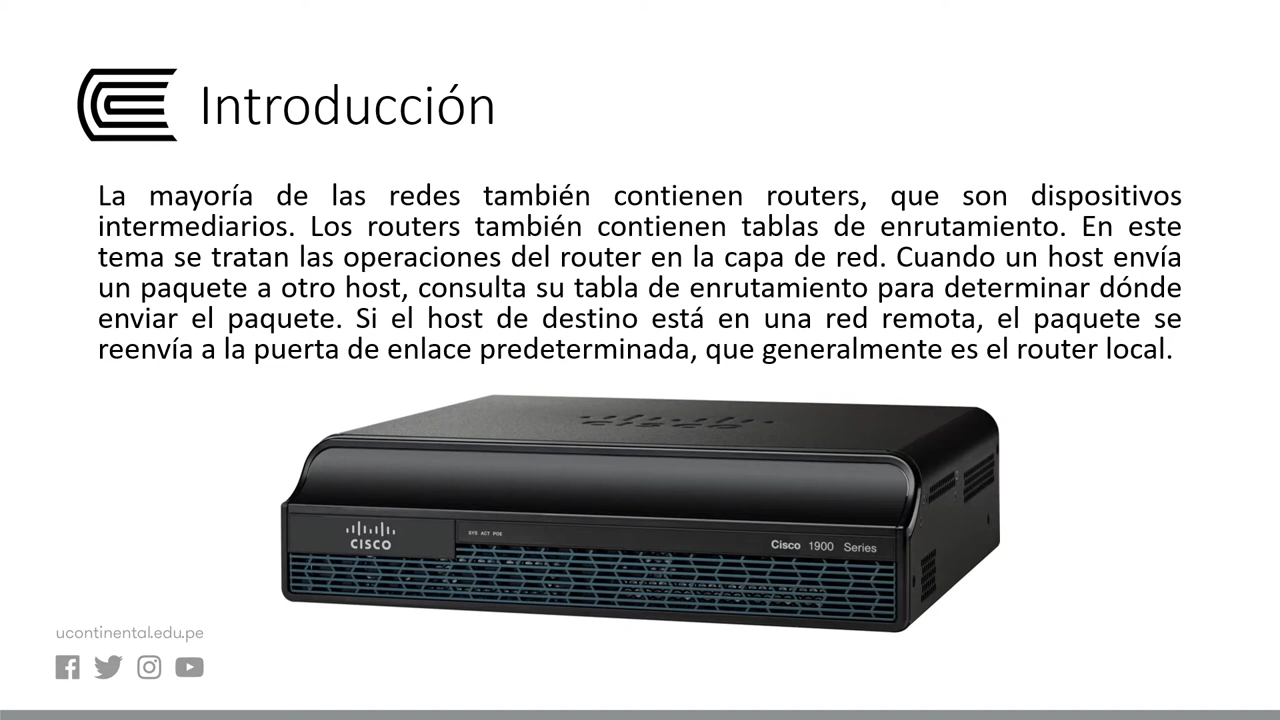 Introducción
La mayoría de las redes también contienen routers, que son dispositivos
intermediarios. Los routers también contienen tablas de enrutamiento. En este
tema se tratan las operaciones del router en la capa de red. Cuando un host envía
un paquete a otro host, consulta su tabla de enrutamiento para determinar dónde
enviar el paquete. Si el host de destino está en una red remota, el paquete se
reenvía a la puerta de enlace predeterminada, que generalmente es el router local.
CISCO
CISCO
SYS ACT POE
Cisco 1900 Series
ucontinental.edu.pe